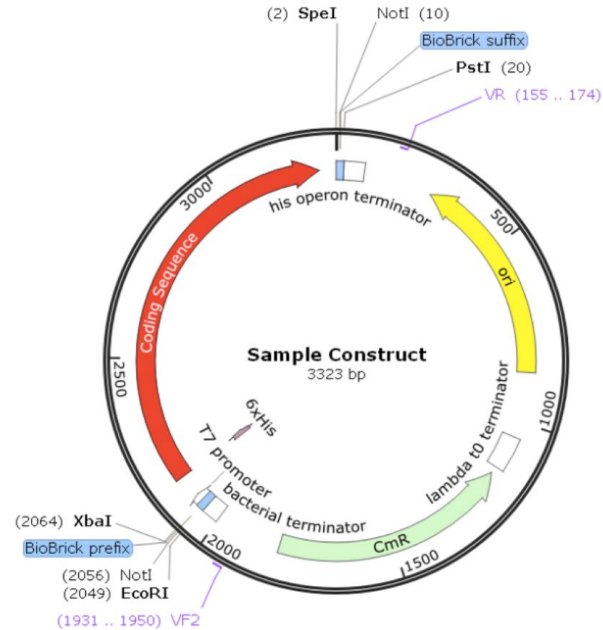 (2) SpeI
NotI (10)
BioBrick suffix
PstI (20)
VR (155 .. 174)
his operon terminator
500
ori
1000
lambda t0 terminator
CmR
1500
bacterial terminator
2000
T7 promoter
6xHis
Coding Sequence
2500
3000
Sample Construct
3323 bp
(2064) XbaI
BioBrick prefix
(2056) NotI
(2049) EcoRI
(1931 .. 1950) VF2